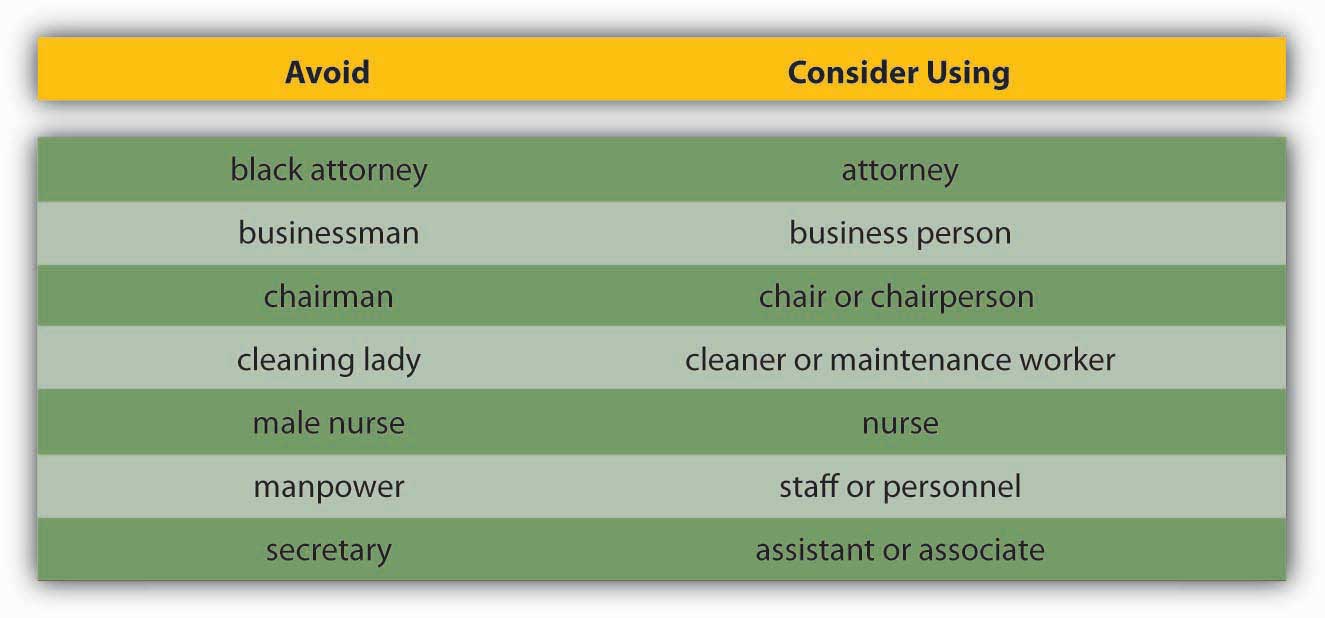 Avoid Consider Using
black attorney attorney
businessman business person
chairman chair or chairperson
cleaning lady cleaner or maintenance worker
male nurse nurse
manpower staff or personnel
secretary assistant or associate